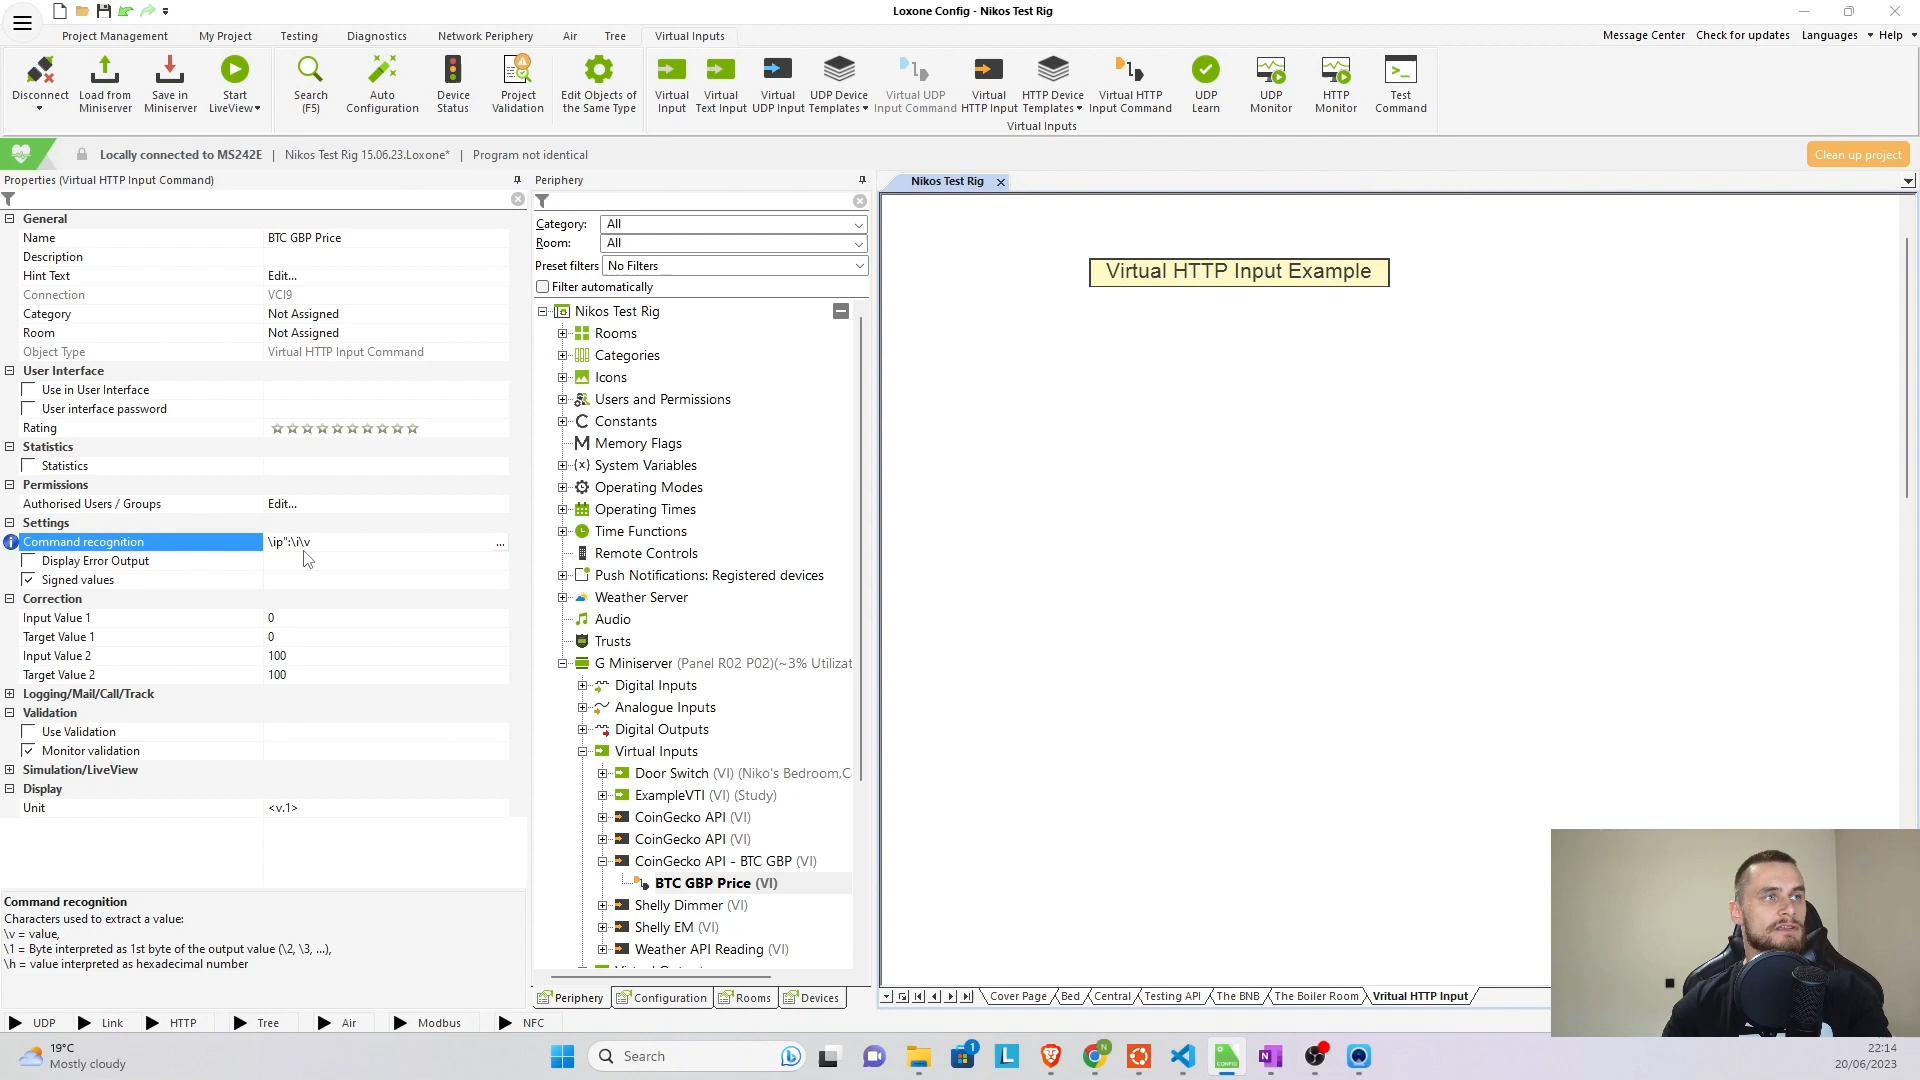 Loxone Config - Nikos Test Rig
Project Management
My Project
Testing
Diagnostics
Network Periphery
Air
Tree
Virtual Inputs
Message Center
Check for updates
Languages
Help
Disconnect
Load from Miniserver
Save in Miniserver
Start LiveView
Search (F5)
Auto Configuration
Device Status
Project Validation
Edit Objects of the Same Type
Virtual Input
Virtual Text Input
Virtual UDP Input
UDP Device Templates
Virtual UDP Input Command
Virtual HTTP Input
HTTP Device Templates
Virtual HTTP Input Command
UDP Learn
UDP Monitor
HTTP Monitor
Test Command
Virtual Inputs
Locally connected to MS242E | Nikos Test Rig 15.06.23.Loxone* | Program not identical
Clean up project
Properties (Virtual HTTP Input Command)
General
Name BTC GBP Price
Description
Hint Text Edit...
Connection VCI9
Category Not Assigned
Room Not Assigned
Object Type Virtual HTTP Input Command
User Interface
Use in User Interface
User interface password
Rating
Statistics
Statistics
Permissions
Authorised Users / Groups Edit...
Settings
Command recognition \ip":\i\v ...
Display Error Output
Signed values
Correction
Input Value 1 0
Target Value 1 0
Input Value 2 100
Target Value 2 100
Logging/Mail/Call/Track
Validation
Use Validation
Monitor validation
Simulation/LiveView
Display
Unit <v.1>
Command recognition
Characters used to extract a value:
\v = value,
\1 = Byte interpreted as 1st byte of the output value (\2, \3, ...),
\h = value interpreted as hexadecimal number
Periphery
Category: All
Room: All
Preset filters No Filters
Filter automatically
Nikos Test Rig
Rooms
Categories
Icons
Users and Permissions
Constants
Memory Flags
System Variables
Operating Modes
Operating Times
Time Functions
Remote Controls
Push Notifications: Registered devices
Weather Server
Audio
Trusts
G Miniserver (Panel R02 P02)(~3% Utilizat
Digital Inputs
Analogue Inputs
Digital Outputs
Virtual Inputs
Door Switch (VI) (Niko's Bedroom,C
ExampleVTI (VI) (Study)
CoinGecko API (VI)
CoinGecko API (VI)
CoinGecko API - BTC GBP (VI)
BTC GBP Price (VI)
Shelly Dimmer (VI)
Shelly EM (VI)
Weather API Reading (VI)
Periphery
Configuration
Rooms
Devices
Nikos Test Rig
Virtual HTTP Input Example
Cover Page
Bed
Central
Testing API
The BNB
The Boiler Room
Vritual HTTP Input
UDP
Link
HTTP
Tree
Air
Modbus
NFC
19°C
Mostly cloudy
Search
1
N
22:14
20/06/2023